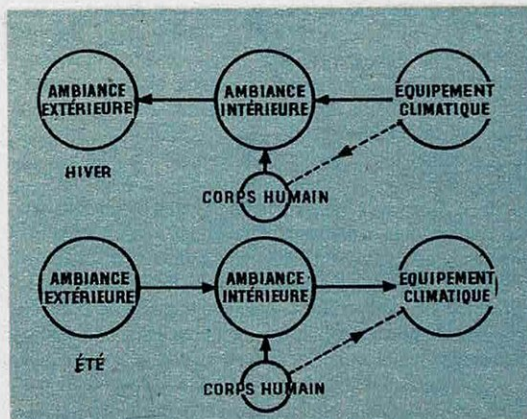 AMBIANCE
EXTÉRIEURE
AMBIANCE
INTÉRIEURE
EQUIPEMENT
CLIMATIQUE
HIVER
CORPS HUMAIN
AMBIANCE
EXTÉRIEURE
AMBIANCE
INTÉRIEURE
EQUIPEMENT
CLIMATIQUE
ÉTÉ
CORPS HUMAIN